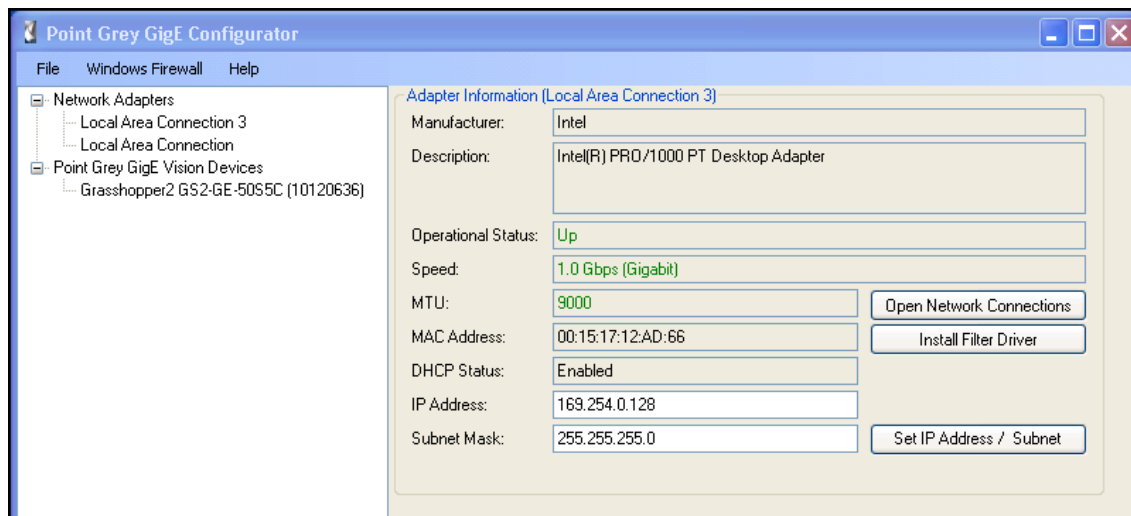 Point Grey GigE Configurator
File Windows Firewall Help
Network Adapters
Local Area Connection 3
Local Area Connection
Point Grey GigE Vision Devices
Grasshopper2 GS2-GE-50S5C (10120636)
Adapter Information (Local Area Connection 3)
Manufacturer: Intel
Description: Intel(R) PRO/1000 PT Desktop Adapter
Operational Status: Up
Speed: 1.0 Gbps (Gigabit)
MTU: 9000 Open Network Connections
MAC Address: 00:15:17:12:AD:66 Install Filter Driver
DHCP Status: Enabled
IP Address: 169.254.0.128
Subnet Mask: 255.255.255.0 Set IP Address / Subnet